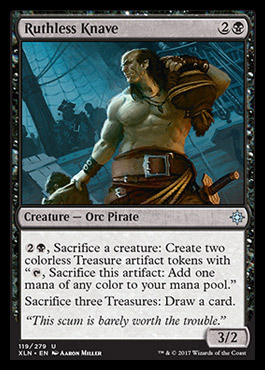 Ruthless Knave 2
Creature — Orc Pirate
2, Sacrifice a creature: Create two
colorless Treasure artifact tokens with
“, Sacrifice this artifact: Add one
mana of any color to your mana pool.”
Sacrifice three Treasures: Draw a card.
“This scum is barely worth the trouble.”
3/2
119/279 U
XLN • EN AARON MILLER
™ & © 2017 Wizards of the Coast